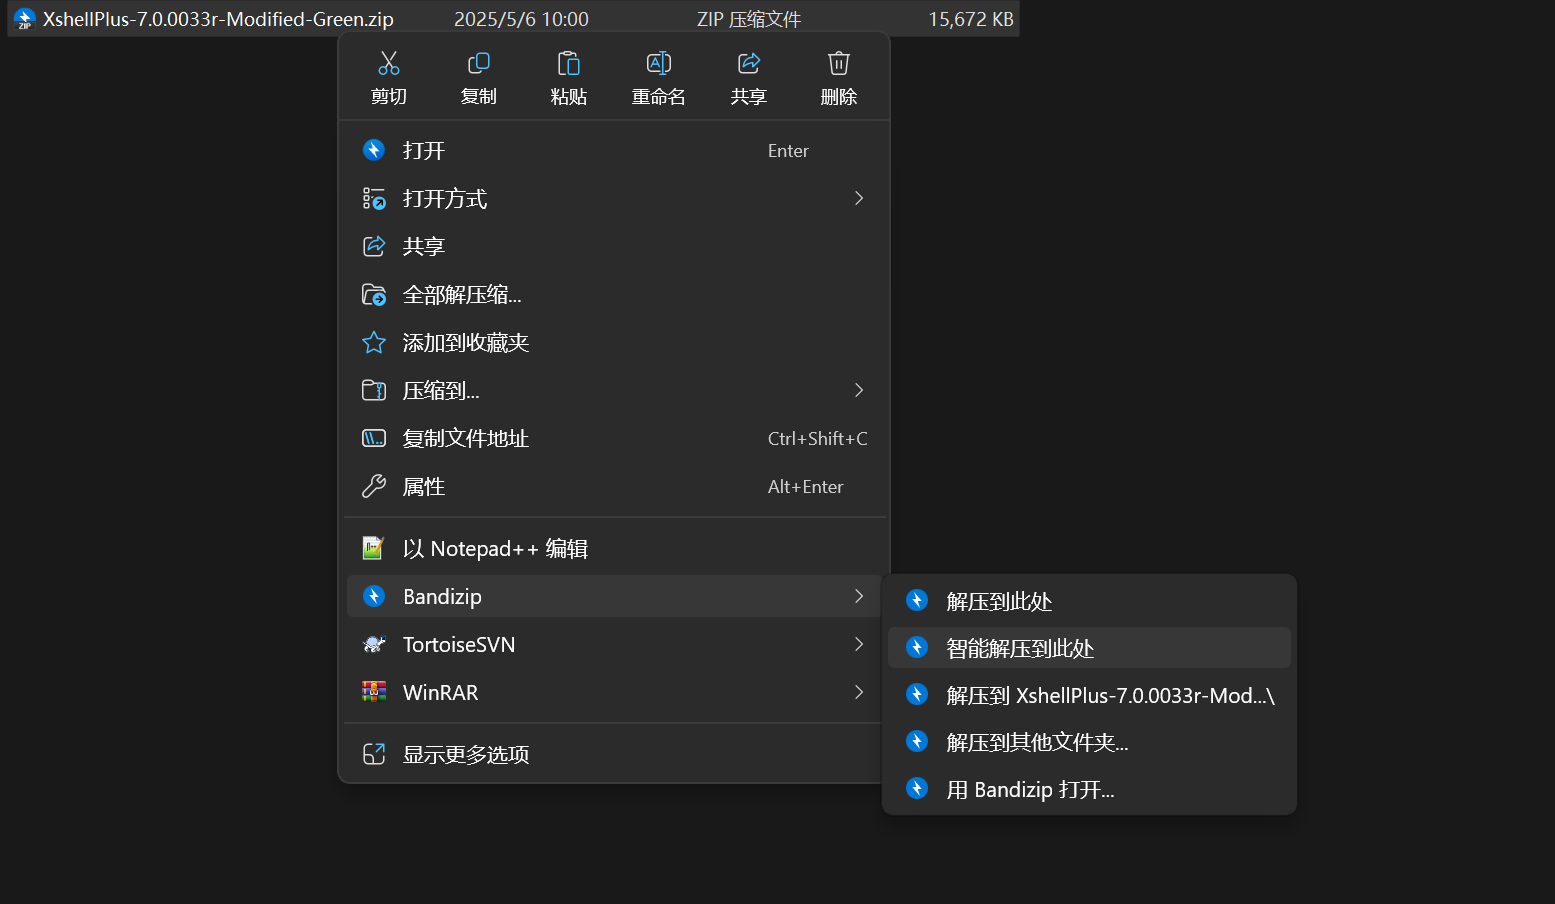 XshellPlus-7.0.0033r-Modified-Green.zip 2025/5/6 10:00 ZIP 压缩文件 15,672 KB
剪切 复制 粘贴 重命名 共享 删除
打开 Enter
打开方式
共享
全部解压缩...
添加到收藏夹
压缩到...
复制文件地址 Ctrl+Shift+C
属性 Alt+Enter
以 Notepad++ 编辑
Bandizip
TortoiseSVN
WinRAR
显示更多选项
解压到此处
智能解压到此处
解压到 XshellPlus-7.0.0033r-Mod...\
解压到其他文件夹...
用 Bandizip 打开...